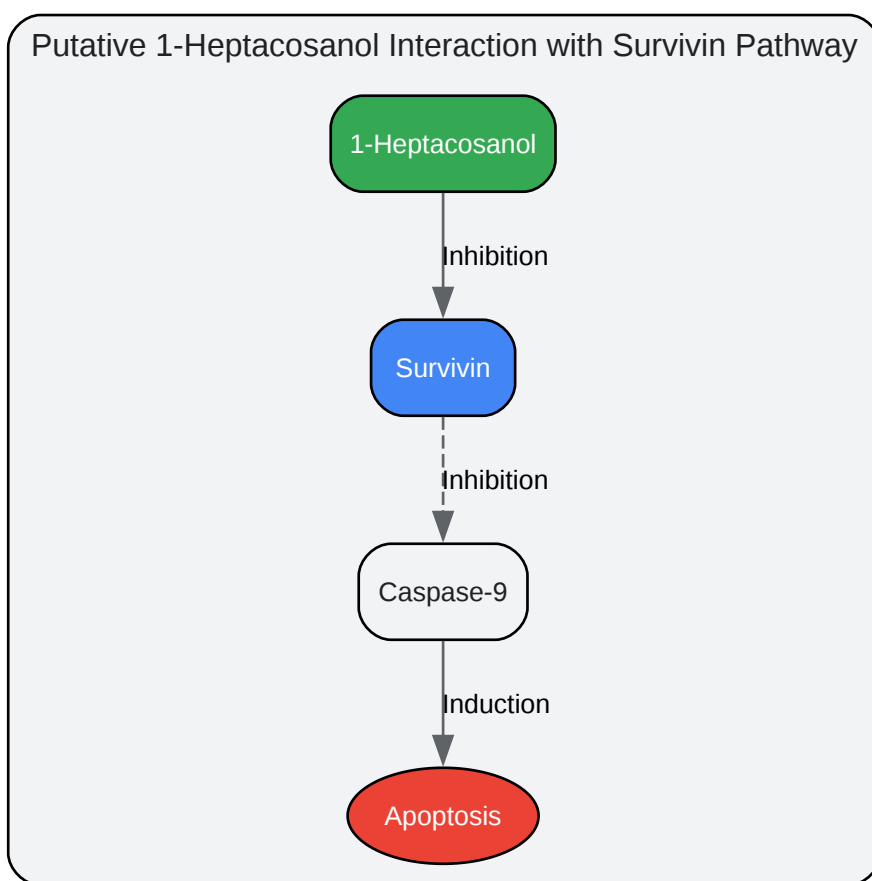 Putative 1-Heptacosanol Interaction with Survivin Pathway
1-Heptacosanol
Inhibition
Survivin
Inhibition
Caspase-9
Induction
Apoptosis